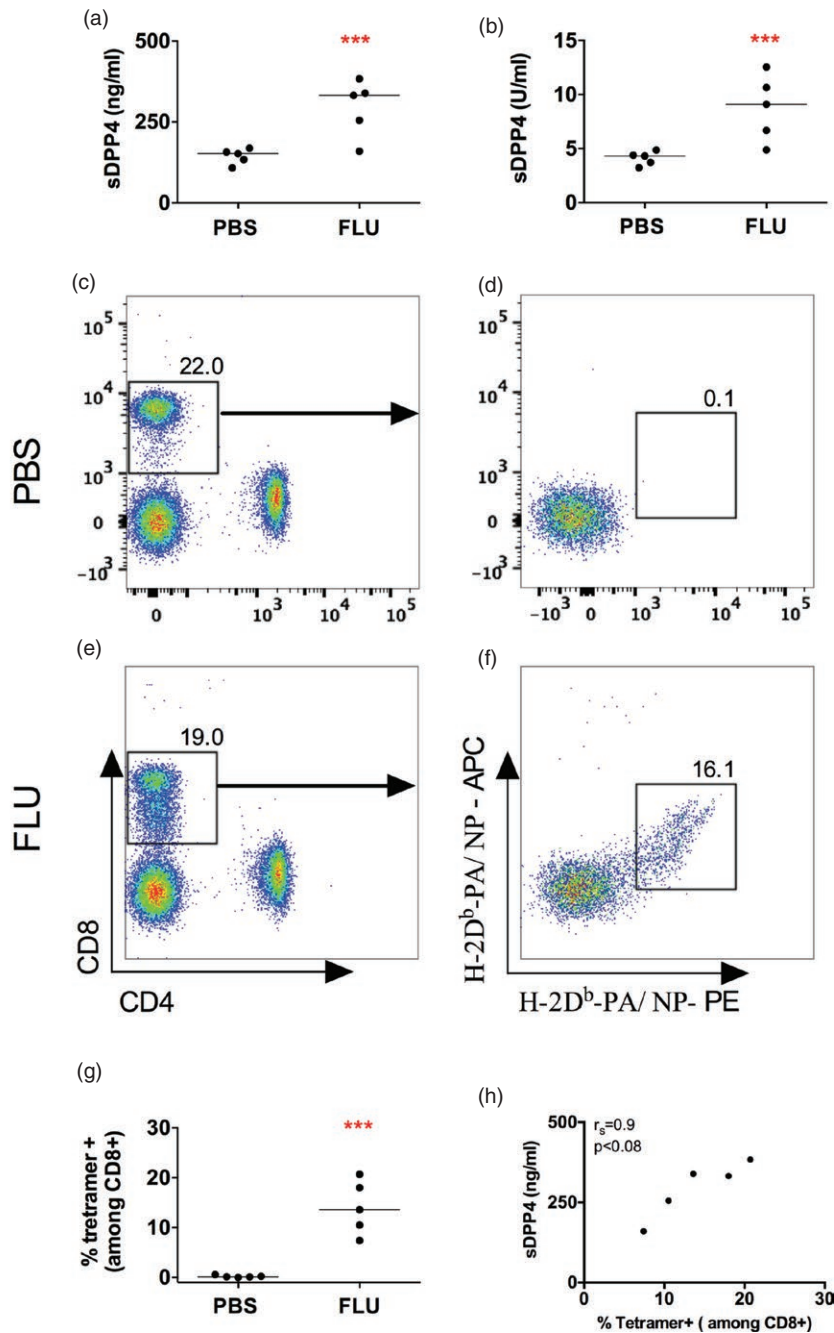 (a)
500
250
0
sDPP4 (ng/ml)
***
PBS
FLU
(b)
15
10
5
0
sDPP4 (U/ml)
***
PBS
FLU
(c)
PBS
10⁵
10⁴
10³
0
−10³
22.0
0
10³
10⁴
10⁵
(d)
10⁵
10⁴
10³
0
−10³
0.1
−10³
0
10³
10⁴
10⁵
(e)
FLU
19.0
CD8
CD4
(f)
16.1
H-2Dᵇ-PA/ NP - APC
H-2Dᵇ-PA/ NP- PE
(g)
30
20
10
0
% tretramer +
(among CD8+)
***
PBS
FLU
(h)
500
250
0
sDPP4 (ng/ml)
rₛ=0.9
p<0.08
0
10
20
30
% Tetramer+ ( among CD8+)